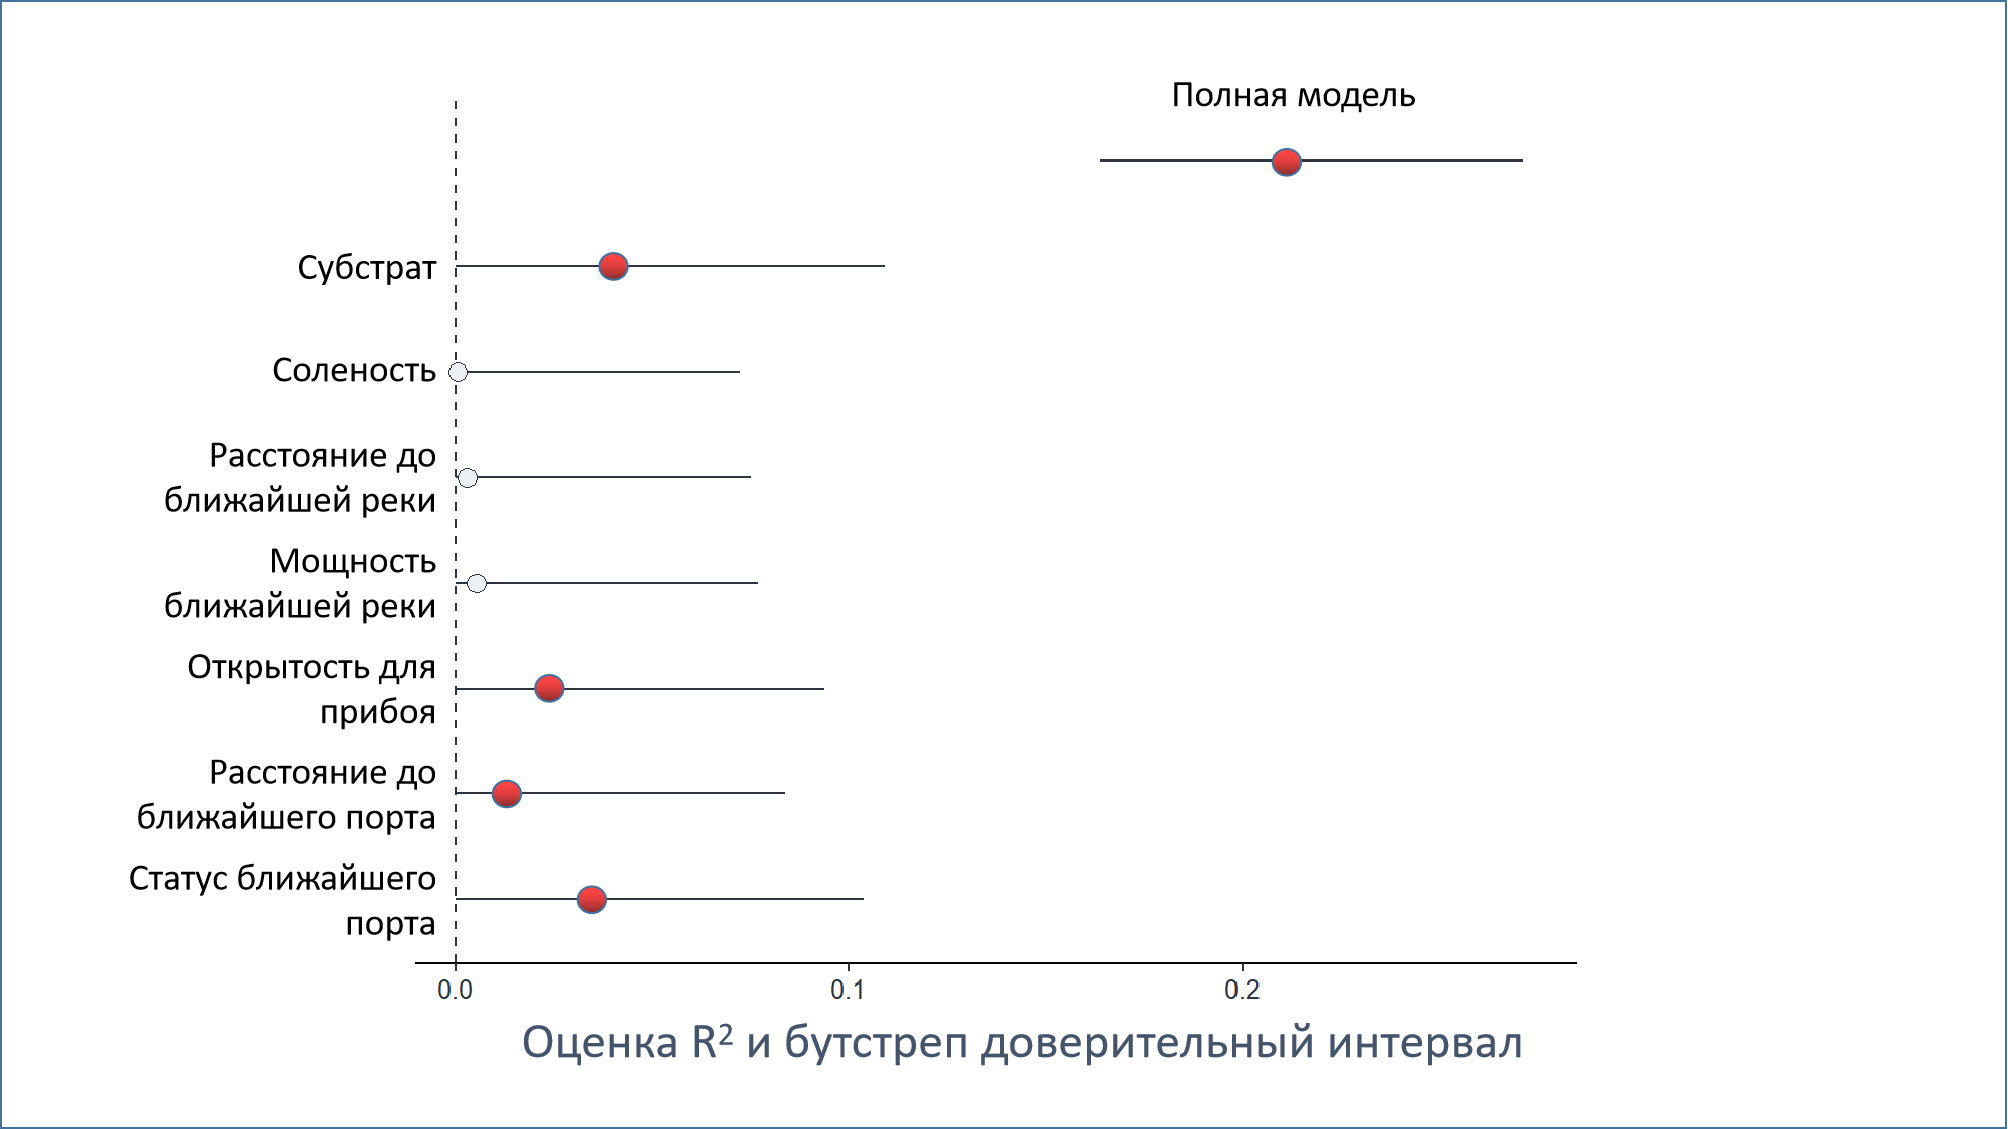 Полная модель
Субстрат
Соленость
Расстояние до
ближайшей реки
Мощность
ближайшей реки
Открытость для
прибоя
Расстояние до
ближайшего порта
Статус ближайшего
порта
0.0 0.1 0.2
Оценка R² и бутстреп доверительный интервал